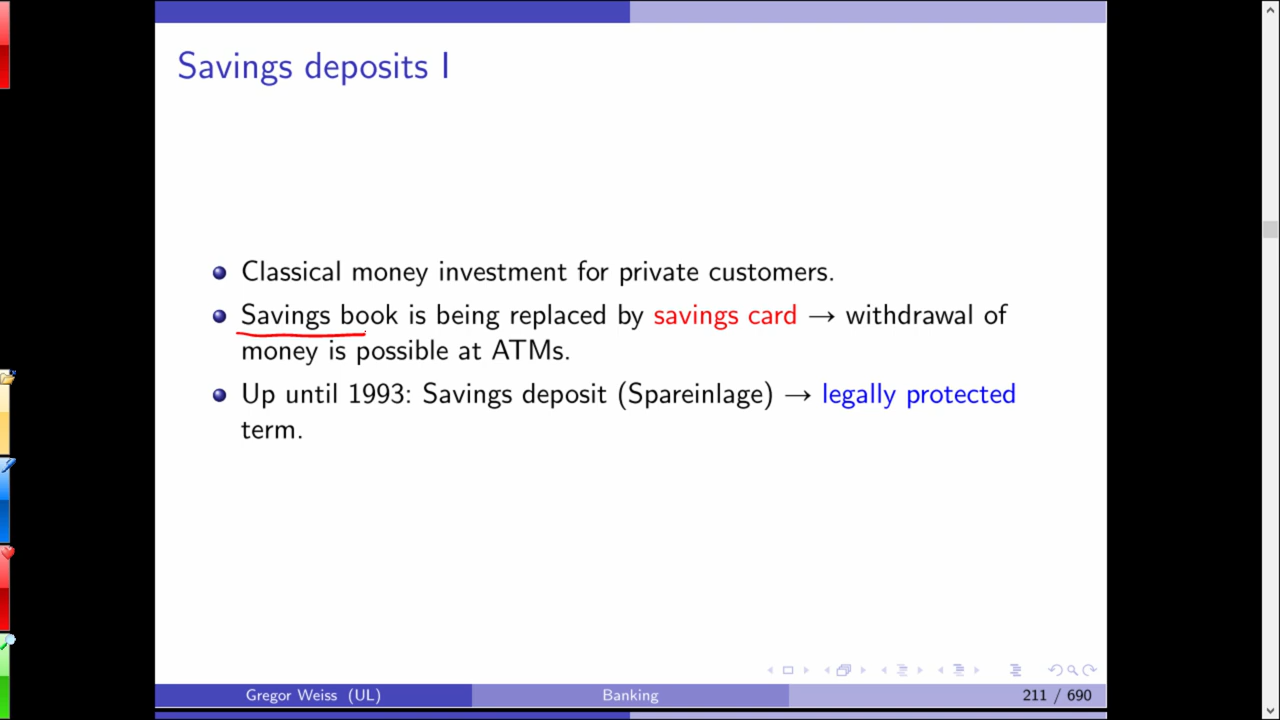 Savings deposits I
Classical money investment for private customers.
Savings book is being replaced by savings card → withdrawal of
money is possible at ATMs.
Up until 1993: Savings deposit (Spareinlage) → legally protected
term.
Gregor Weiss (UL) Banking 211 / 690